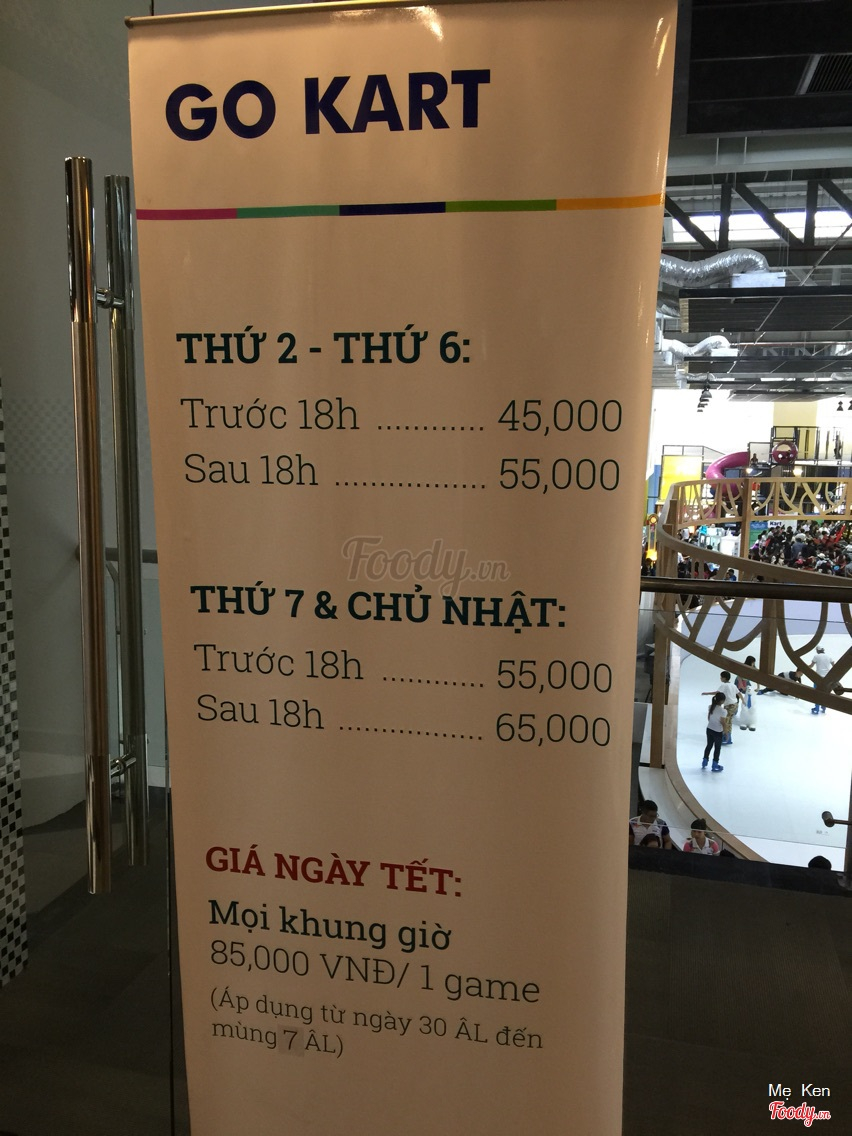 GO KART
THỨ 2 - THỨ 6:
Trước 18h ............ 45,000
Sau 18h ................. 55,000
Foody.vn
THỨ 7 & CHỦ NHẬT:
Trước 18h ............ 55,000
Sau 18h ................. 65,000
GIÁ NGÀY TẾT:
Mọi khung giờ
85,000 VNĐ/ 1 game
(Áp dụng từ ngày 30 ÂL đến
mùng 7 ÂL)
Kart
Mẹ Ken
Foody.vn